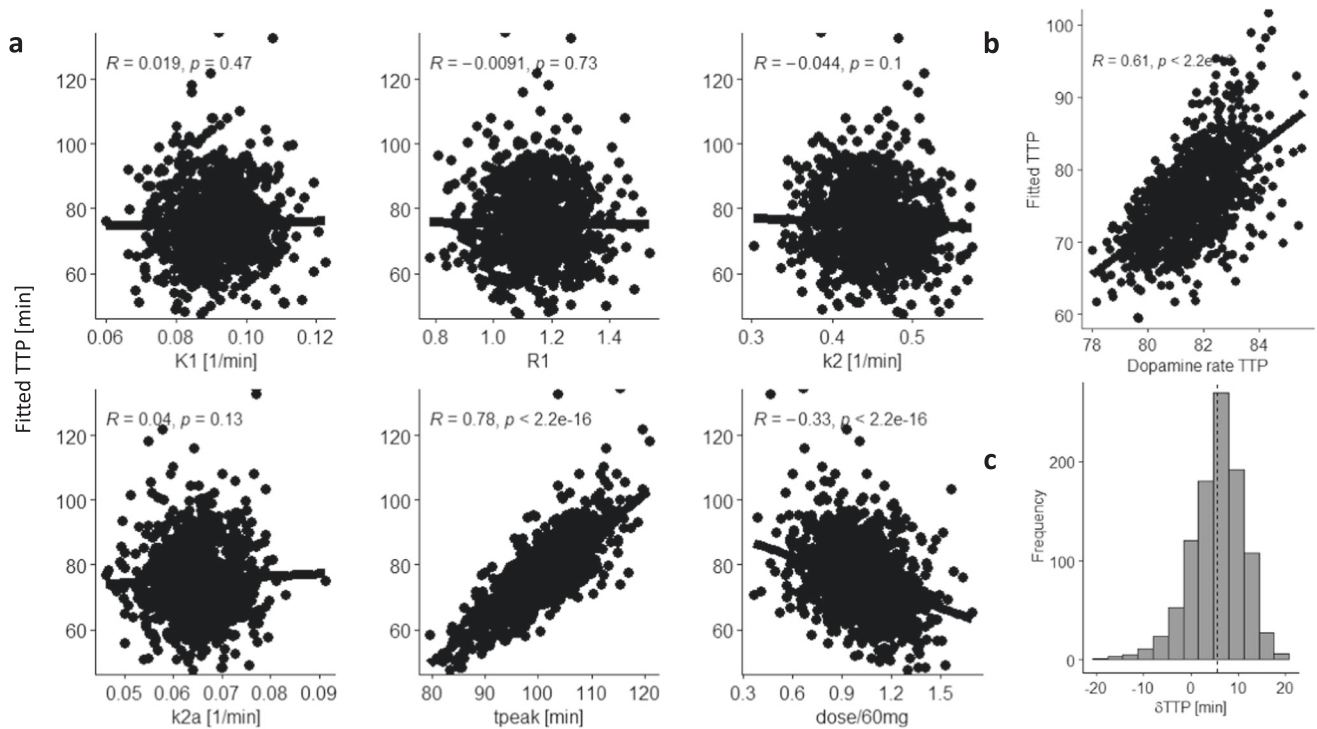 a
Fitted TTP [min]
R = 0.019, p = 0.47
120
100
80
60
0.06 0.08 0.10 0.12
K1 [1/min]
R = −0.0091, p = 0.73
120
100
80
60
0.8 1.0 1.2 1.4
R1
R = −0.044, p = 0.1
120
100
80
60
0.3 0.4 0.5
k2 [1/min]
R = 0.04, p = 0.13
120
100
80
60
0.05 0.06 0.07 0.08 0.09
k2a [1/min]
R = 0.78, p < 2.2e-16
120
100
80
60
80 90 100 110 120
tpeak [min]
R = −0.33, p < 2.2e-16
120
100
80
60
0.3 0.6 0.9 1.2 1.5
dose/60mg
b
R = 0.61, p <
100
90
80
70
60
Fitted TTP
78 80 82 84
Dopamine rate TTP
c
200
100
0
Frequency
-20 -10 0 10 20
δTTP [min]